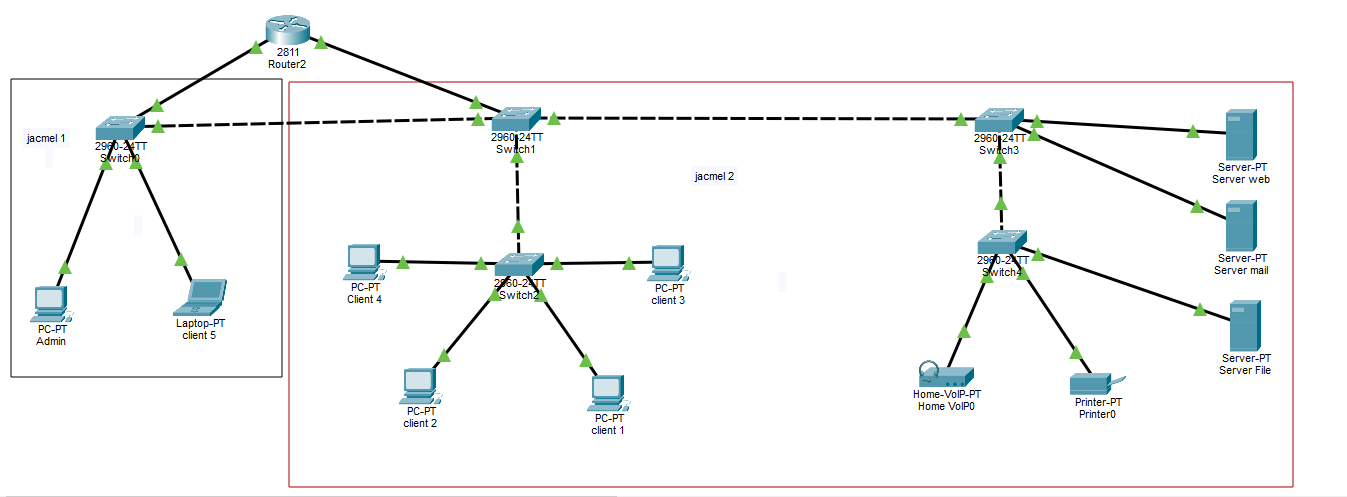 2811
Router2
jacmel 1
2960-24TT
Switch0
2960-24TT
Switch1
2960-24TT
Switch3
Server-PT
Server web
jacmel 2
2960-24TT
Switch4
Server-PT
Server mail
PC-PT
Client 4
2960-24TT
Switch2
PC-PT
client 3
PC-PT
Admin
Laptop-PT
client 5
Server-PT
Server File
Home-VoIP-PT
Home VoIP0
Printer-PT
Printer0
PC-PT
client 2
PC-PT
client 1